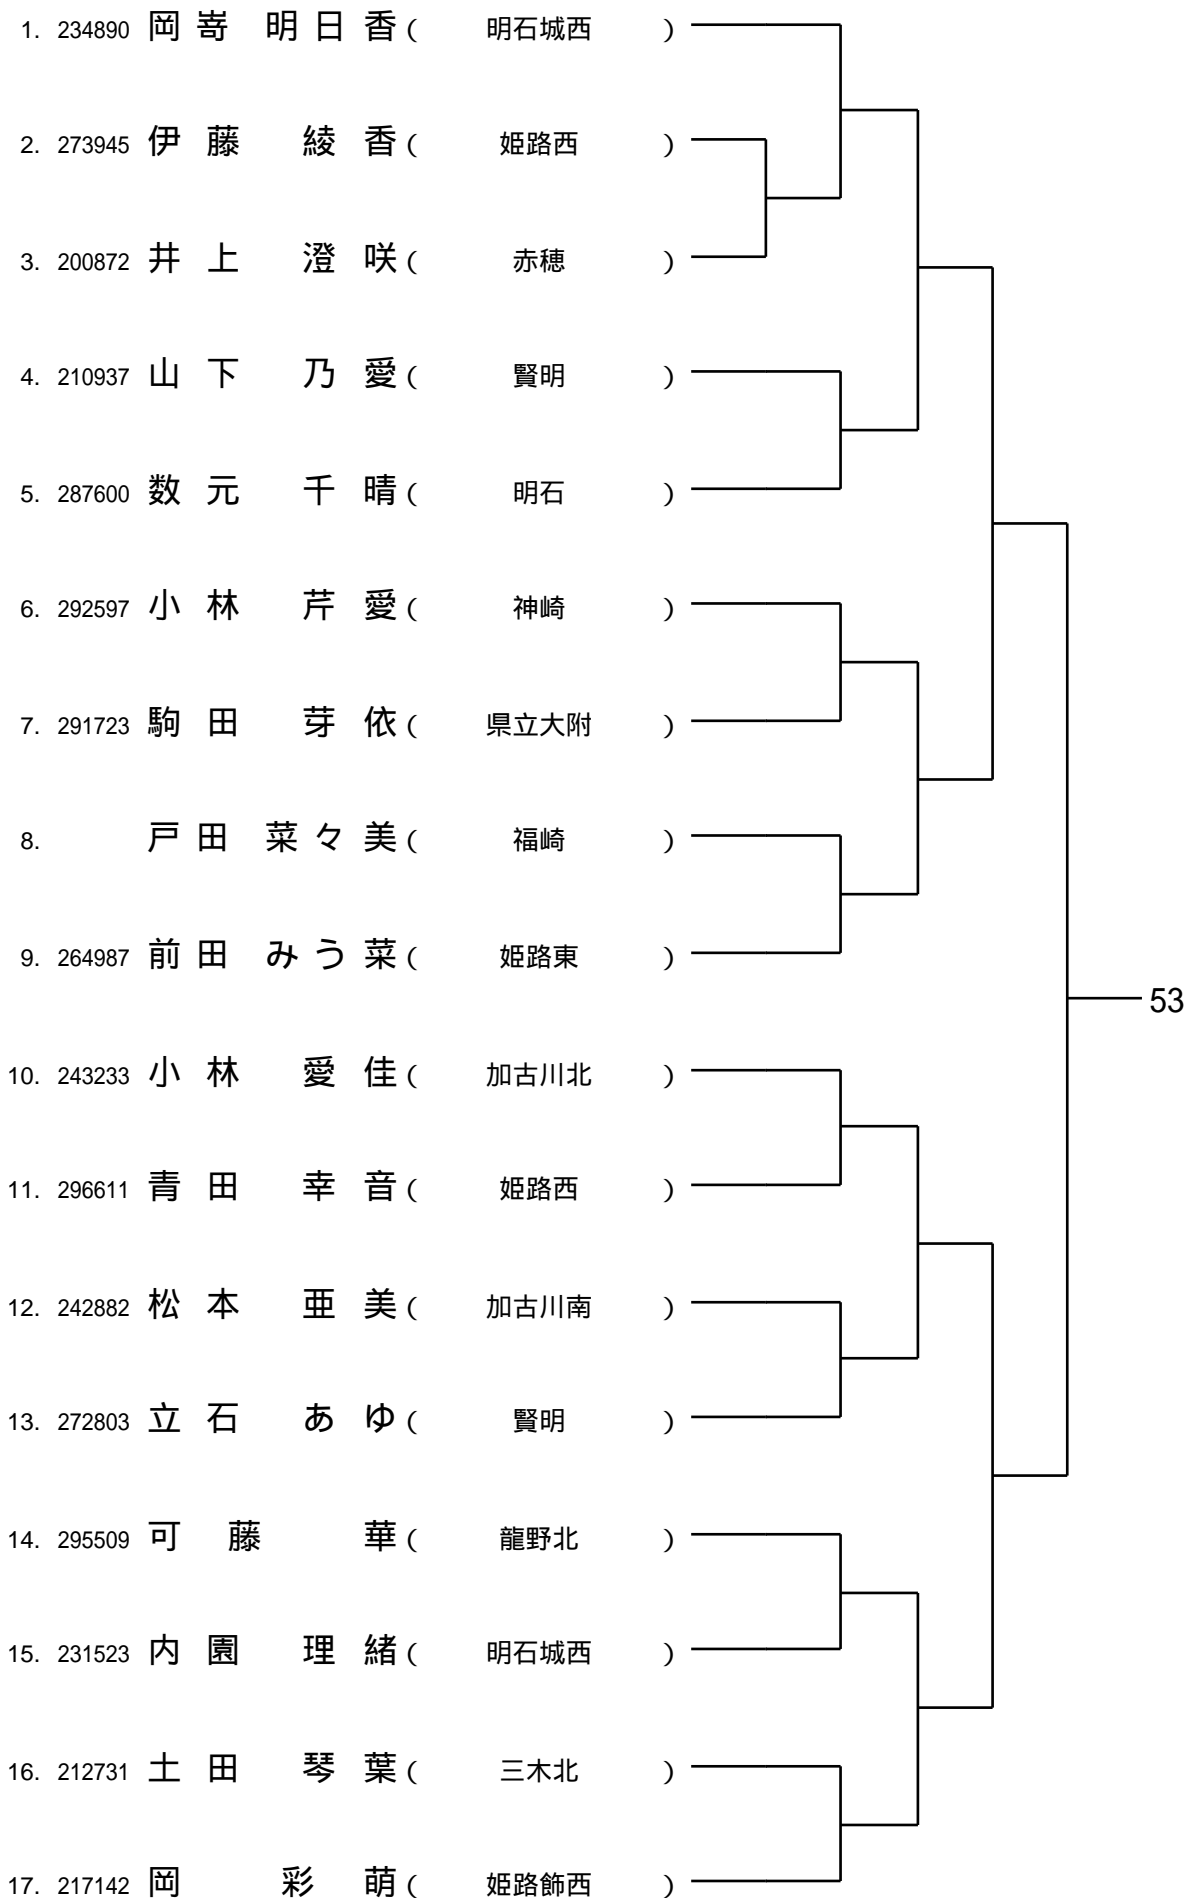 1. 234890 岡嵜 明日香 ( 明石城西 )
2. 273945 伊藤 綾香 ( 姫路西 )
3. 200872 井上 澄咲 ( 赤穂 )
4. 210937 山下 乃愛 ( 賢明 )
5. 287600 数元 千晴 ( 明石 )
6. 292597 小林 芹愛 ( 神崎 )
7. 291723 駒田 芽依 ( 県立大附 )
8. 戸田 菜々美 ( 福崎 )
9. 264987 前田 みう菜 ( 姫路東 )
53
10. 243233 小林 愛佳 ( 加古川北 )
11. 296611 青田 幸音 ( 姫路西 )
12. 242882 松本 亜美 ( 加古川南 )
13. 272803 立石 あゆ ( 賢明 )
14. 295509 可藤 華 ( 龍野北 )
15. 231523 内園 理緒 ( 明石城西 )
16. 212731 土田 琴葉 ( 三木北 )
17. 217142 岡 彩萌 ( 姫路飾西 )